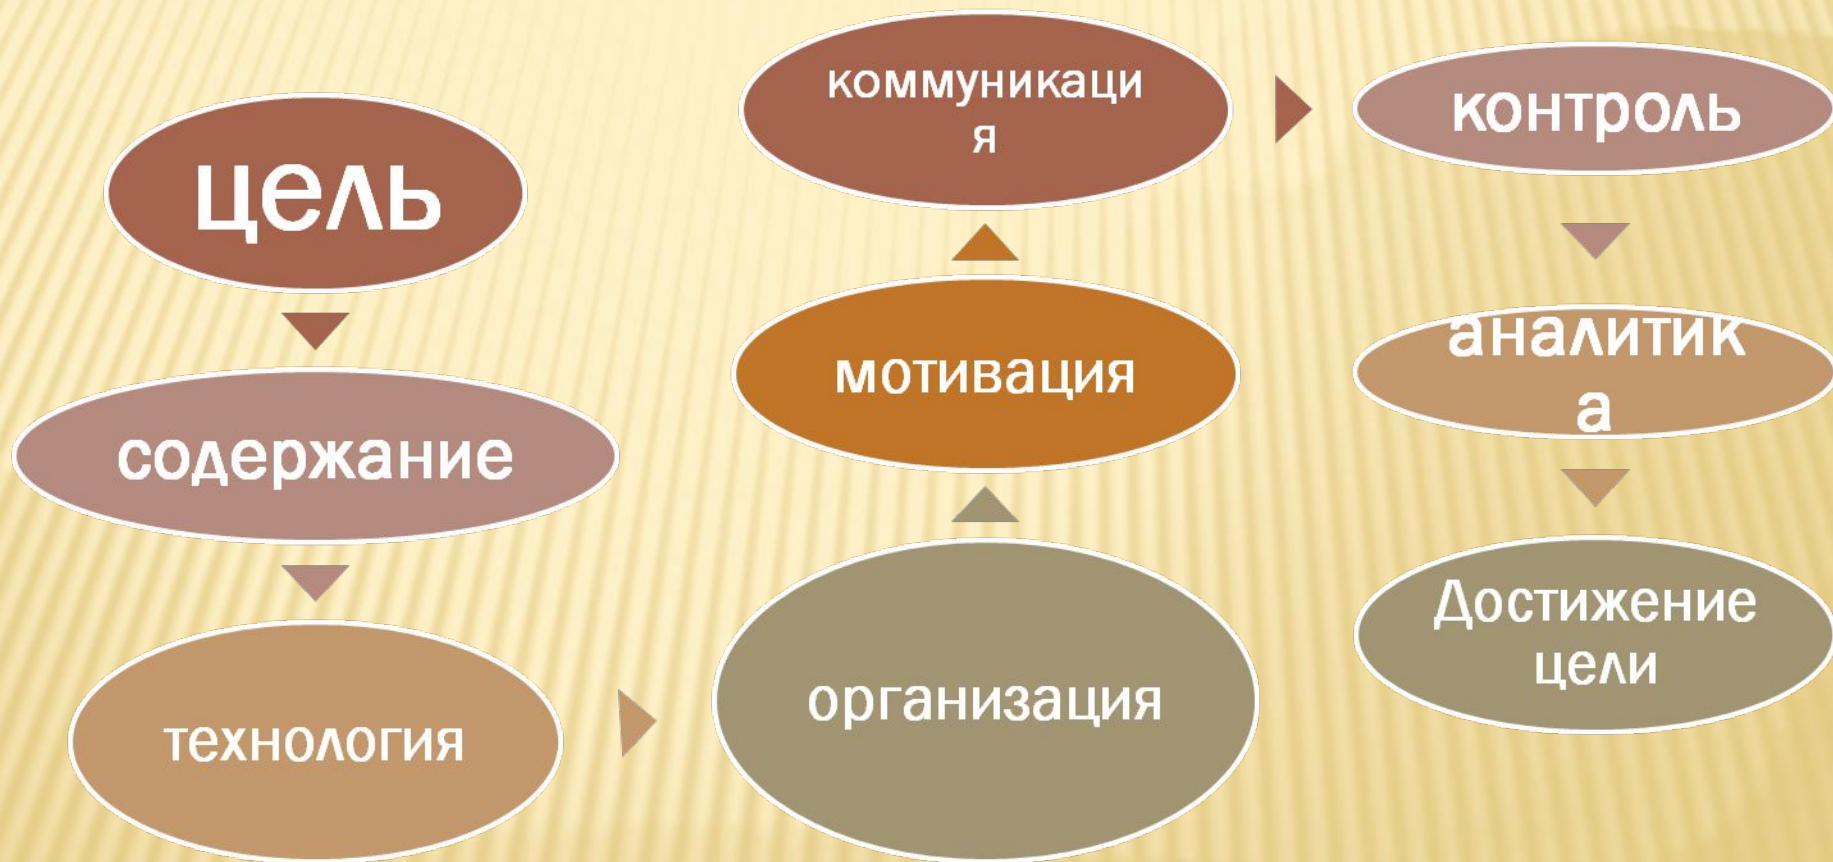 цель
содержание
технология
организация
мотивация
коммуникаци
я
контроль
аналитик
а
Достижение
цели